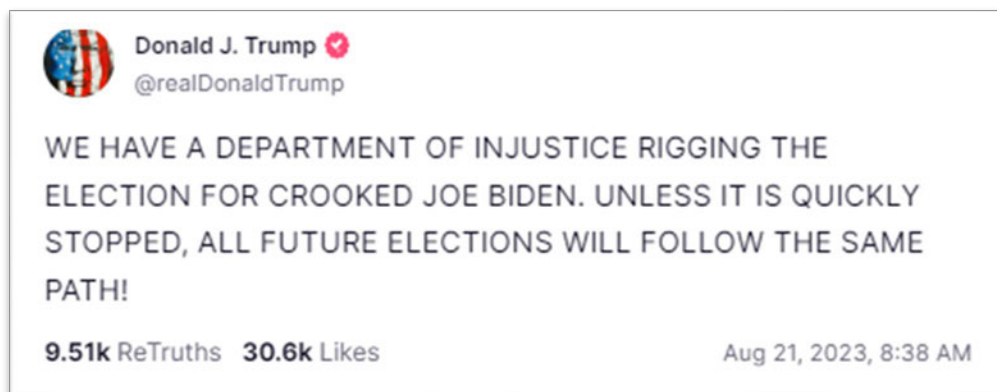 Donald J. Trump
@realDonaldTrump
WE HAVE A DEPARTMENT OF INJUSTICE RIGGING THE
ELECTION FOR CROOKED JOE BIDEN. UNLESS IT IS QUICKLY
STOPPED, ALL FUTURE ELECTIONS WILL FOLLOW THE SAME
PATH!
9.51k ReTruths 30.6k Likes Aug 21, 2023, 8:38 AM